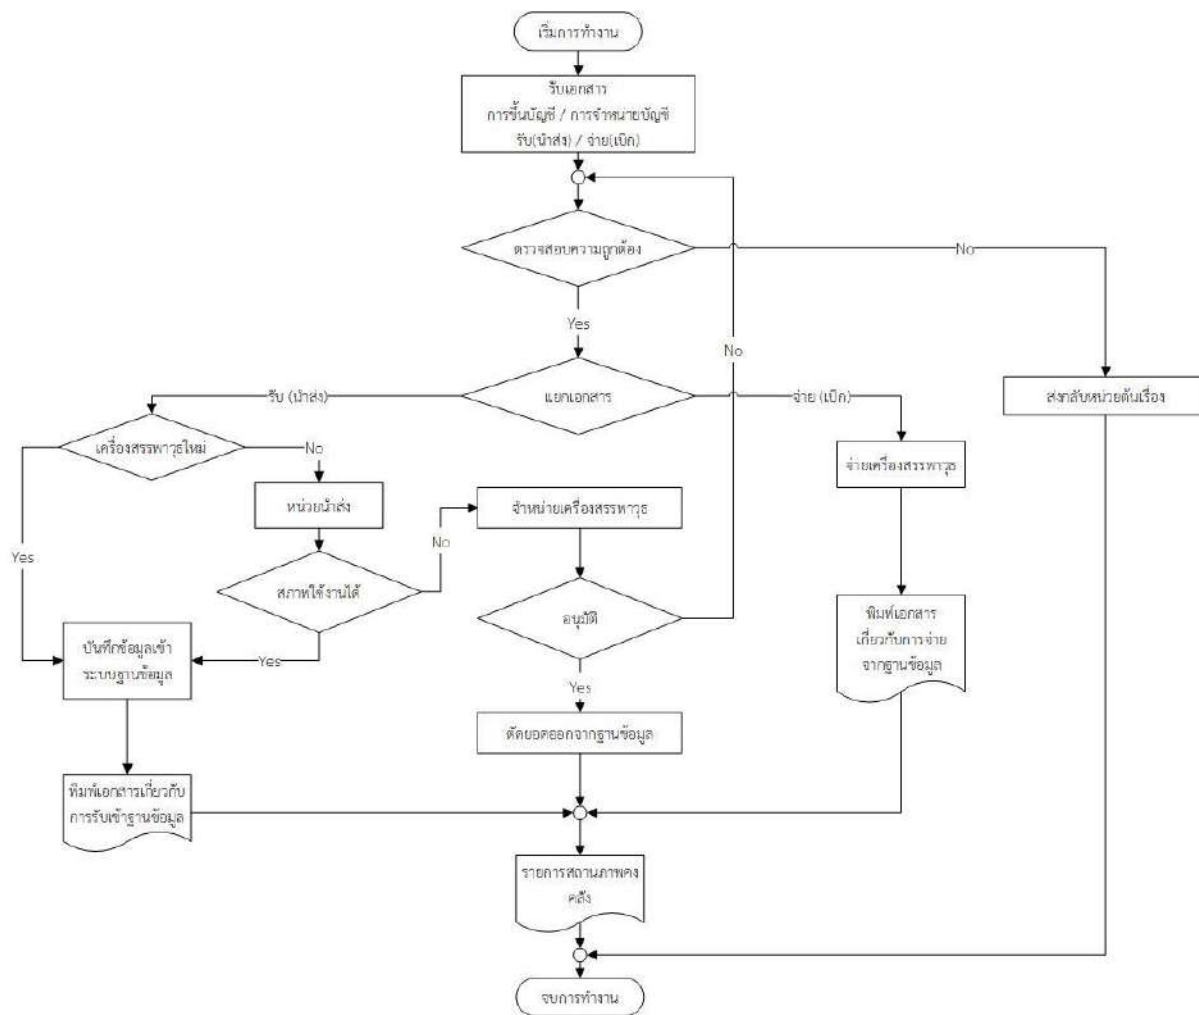 เริ่มการทำงาน
รับเอกสาร
การขึ้นบัญชี / การจำหนายบัญชี
รับ(นำส่ง) / จ่าย(เบิก)
ตรวจสอบความถูกต้อง
No
Yes
No
แยกเอกสาร
รับ (นำส่ง)
จ่าย (เบิก)
ส่งกลับหน่วยต้นเรื่อง
เครื่องสรรพาวุธใหม่
No
จ่ายเครื่องสรรพาวุธ
หน่วยนำส่ง
จำหน่ายเครื่องสรรพาวุธ
No
Yes
สภาพใช้งานได้
อนุมัติ
พิมพ์เอกสาร
เกี่ยวกับการจ่าย
จากฐานข้อมูล
บันทึกข้อมูลเข้า
ระบบฐานข้อมูล
Yes
Yes
ตัดยอดออกจากฐานข้อมูล
พิมพ์เอกสารเกี่ยวกับ
การรับเข้าฐานข้อมูล
รายการสถานภาพคง
คลัง
จบการทำงาน